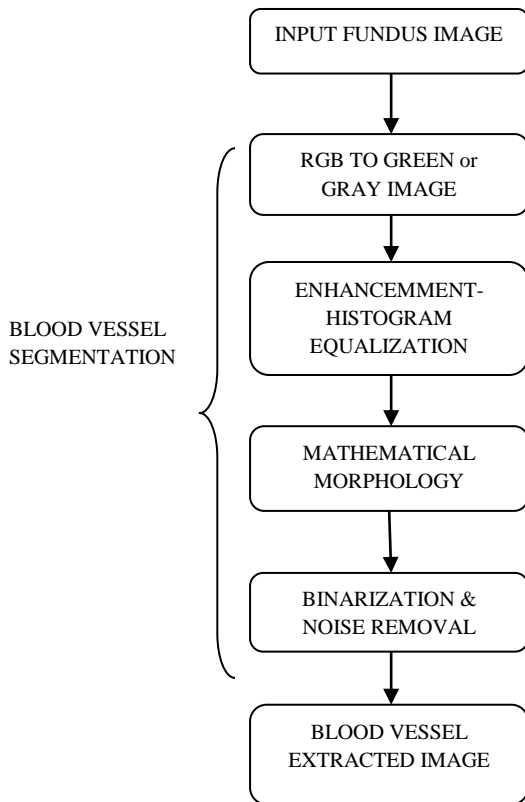 INPUT FUNDUS IMAGE
RGB TO GREEN or
GRAY IMAGE
ENHANCEMMENT-
HISTOGRAM
EQUALIZATION
BLOOD VESSEL
SEGMENTATION
MATHEMATICAL
MORPHOLOGY
BINARIZATION &
NOISE REMOVAL
BLOOD VESSEL
EXTRACTED IMAGE